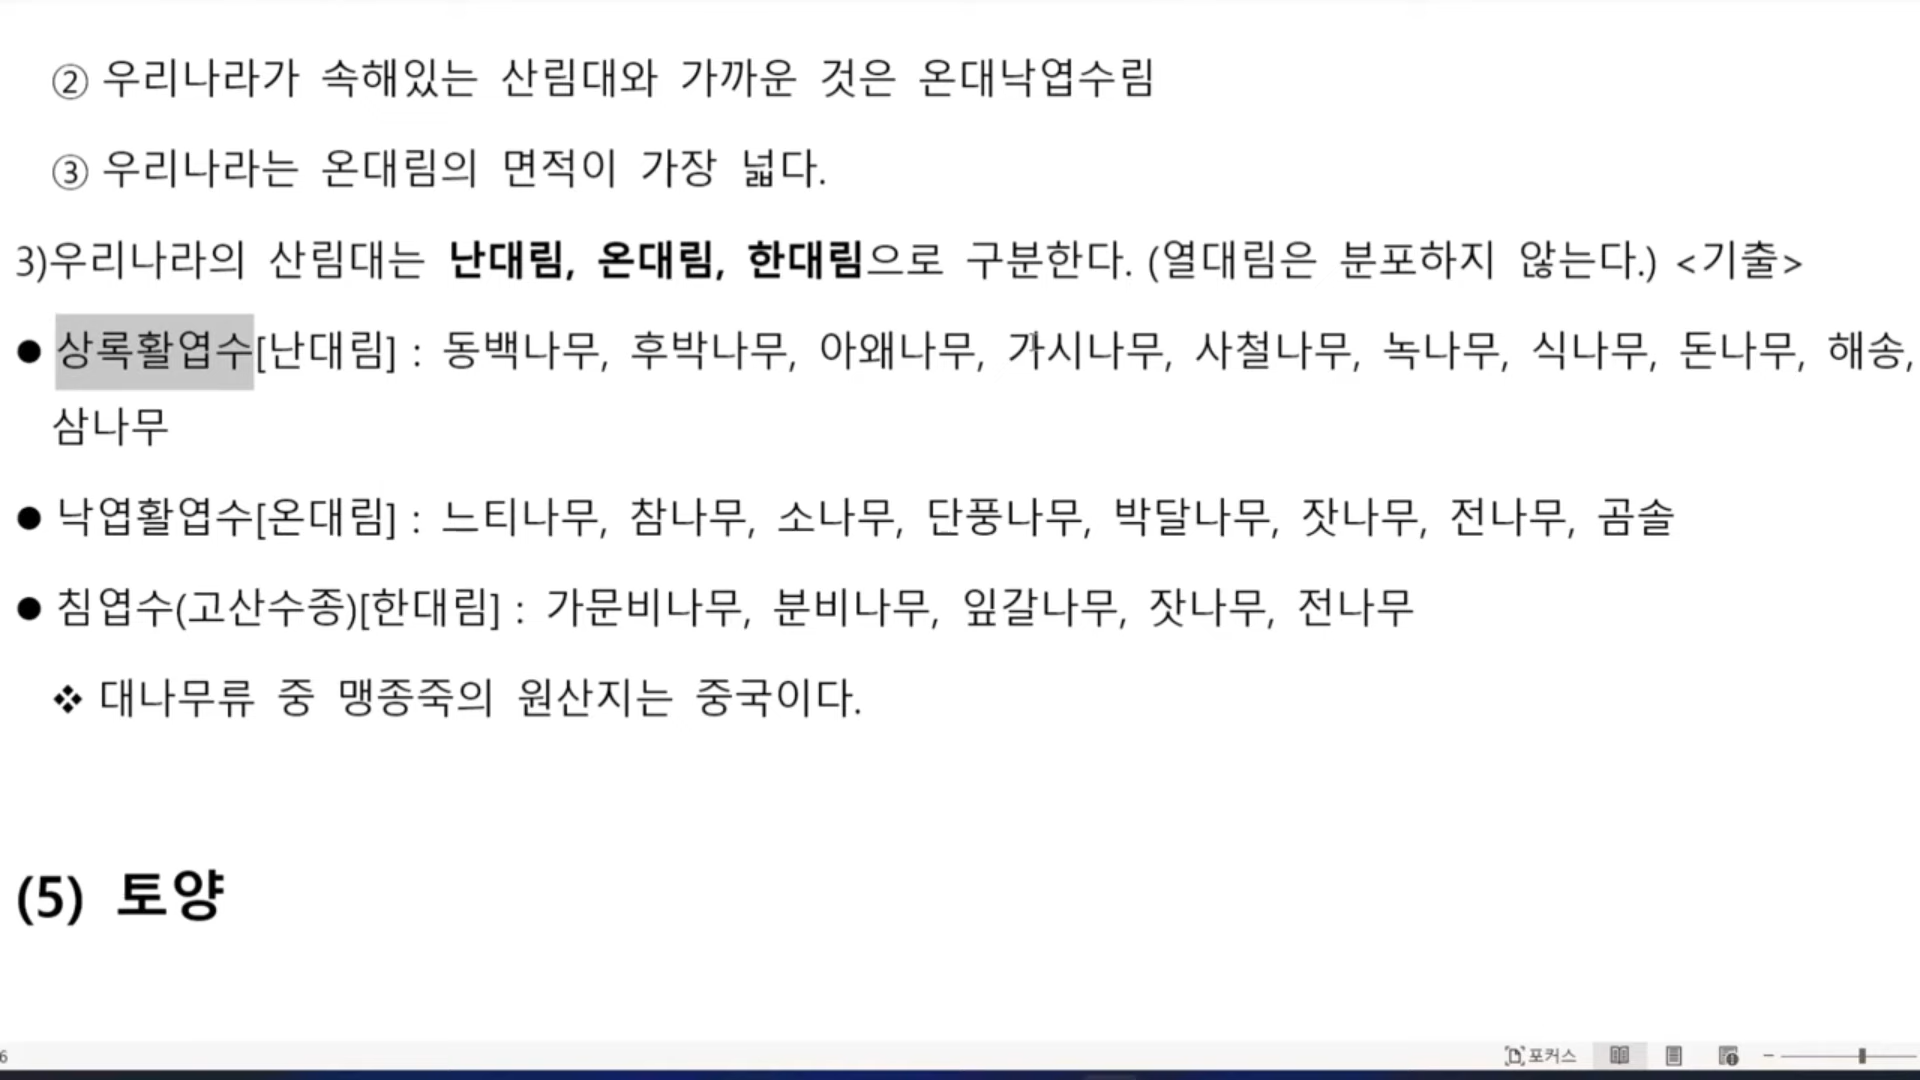 ② 우리나라가 속해있는 산림대와 가까운 것은 온대낙엽수림
③ 우리나라는 온대림의 면적이 가장 넓다.
3)우리나라의 산림대는 난대림, 온대림, 한대림으로 구분한다. (열대림은 분포하지 않는다.) <기출>
● 상록활엽수[난대림] : 동백나무, 후박나무, 아왜나무, 가시나무, 사철나무, 녹나무, 식나무, 돈나무, 해송,
삼나무
● 낙엽활엽수[온대림] : 느티나무, 참나무, 소나무, 단풍나무, 박달나무, 잣나무, 전나무, 곰솔
● 침엽수(고산수종)[한대림] : 가문비나무, 분비나무, 잎갈나무, 잣나무, 전나무
❖ 대나무류 중 맹종죽의 원산지는 중국이다.
(5) 토양
6 포커스